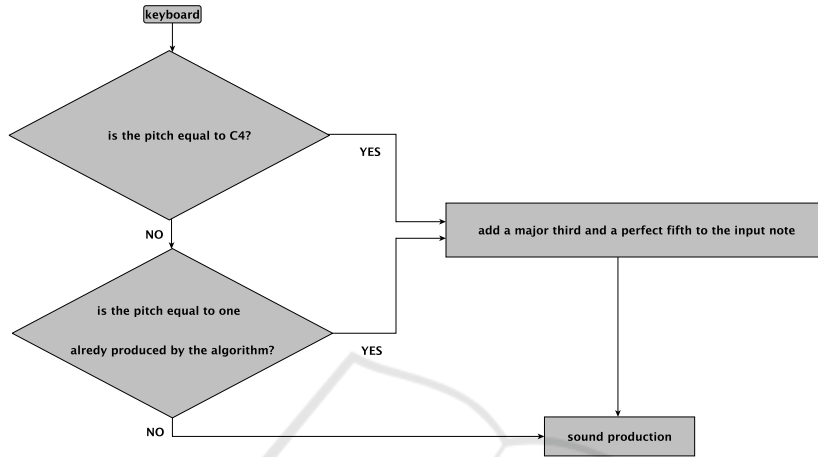 keyboard
is the pitch equal to C4?
YES
NO
add a major third and a perfect fifth to the input note
is the pitch equal to one
alredy produced by the algorithm?
YES
NO
sound production